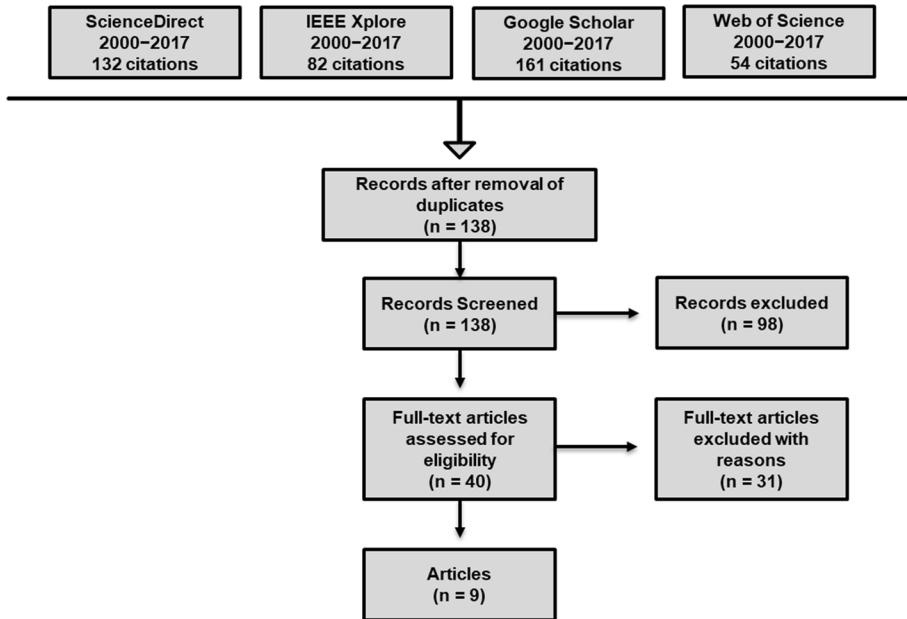 ScienceDirect
2000−2017
132 citations
IEEE Xplore
2000−2017
82 citations
Google Scholar
2000−2017
161 citations
Web of Science
2000−2017
54 citations
Records after removal of
duplicates
(n = 138)
Records Screened
(n = 138)
Records excluded
(n = 98)
Full-text articles
assessed for
eligibility
(n = 40)
Full-text articles
excluded with
reasons
(n = 31)
Articles
(n = 9)